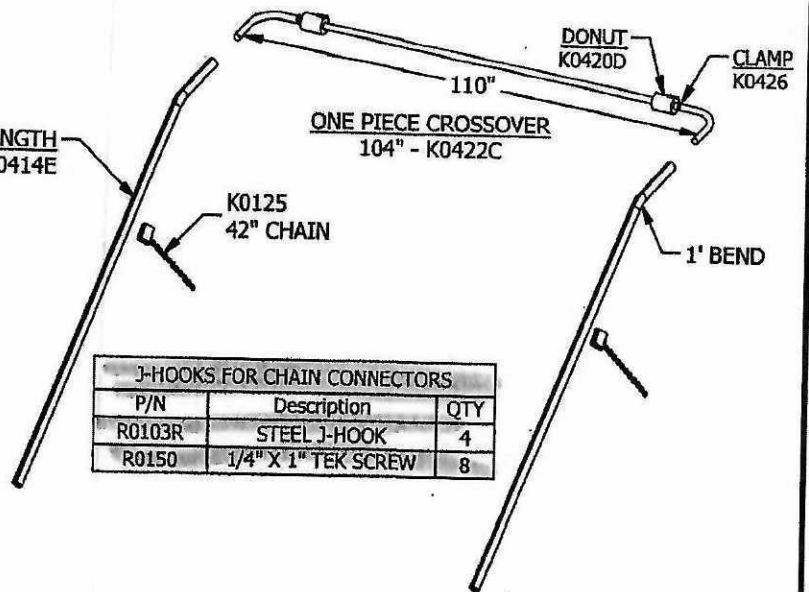 DONUT
K0420D
CLAMP
K0426
110"
ONE PIECE CROSSOVER
104" - K0422C
NGTH
0414E
K0125
42" CHAIN
1' BEND
J-HOOKS FOR CHAIN CONNECTORS
P/N Description QTY
R0103R STEEL J-HOOK 4
R0150 1/4" X 1" TEK SCREW 8